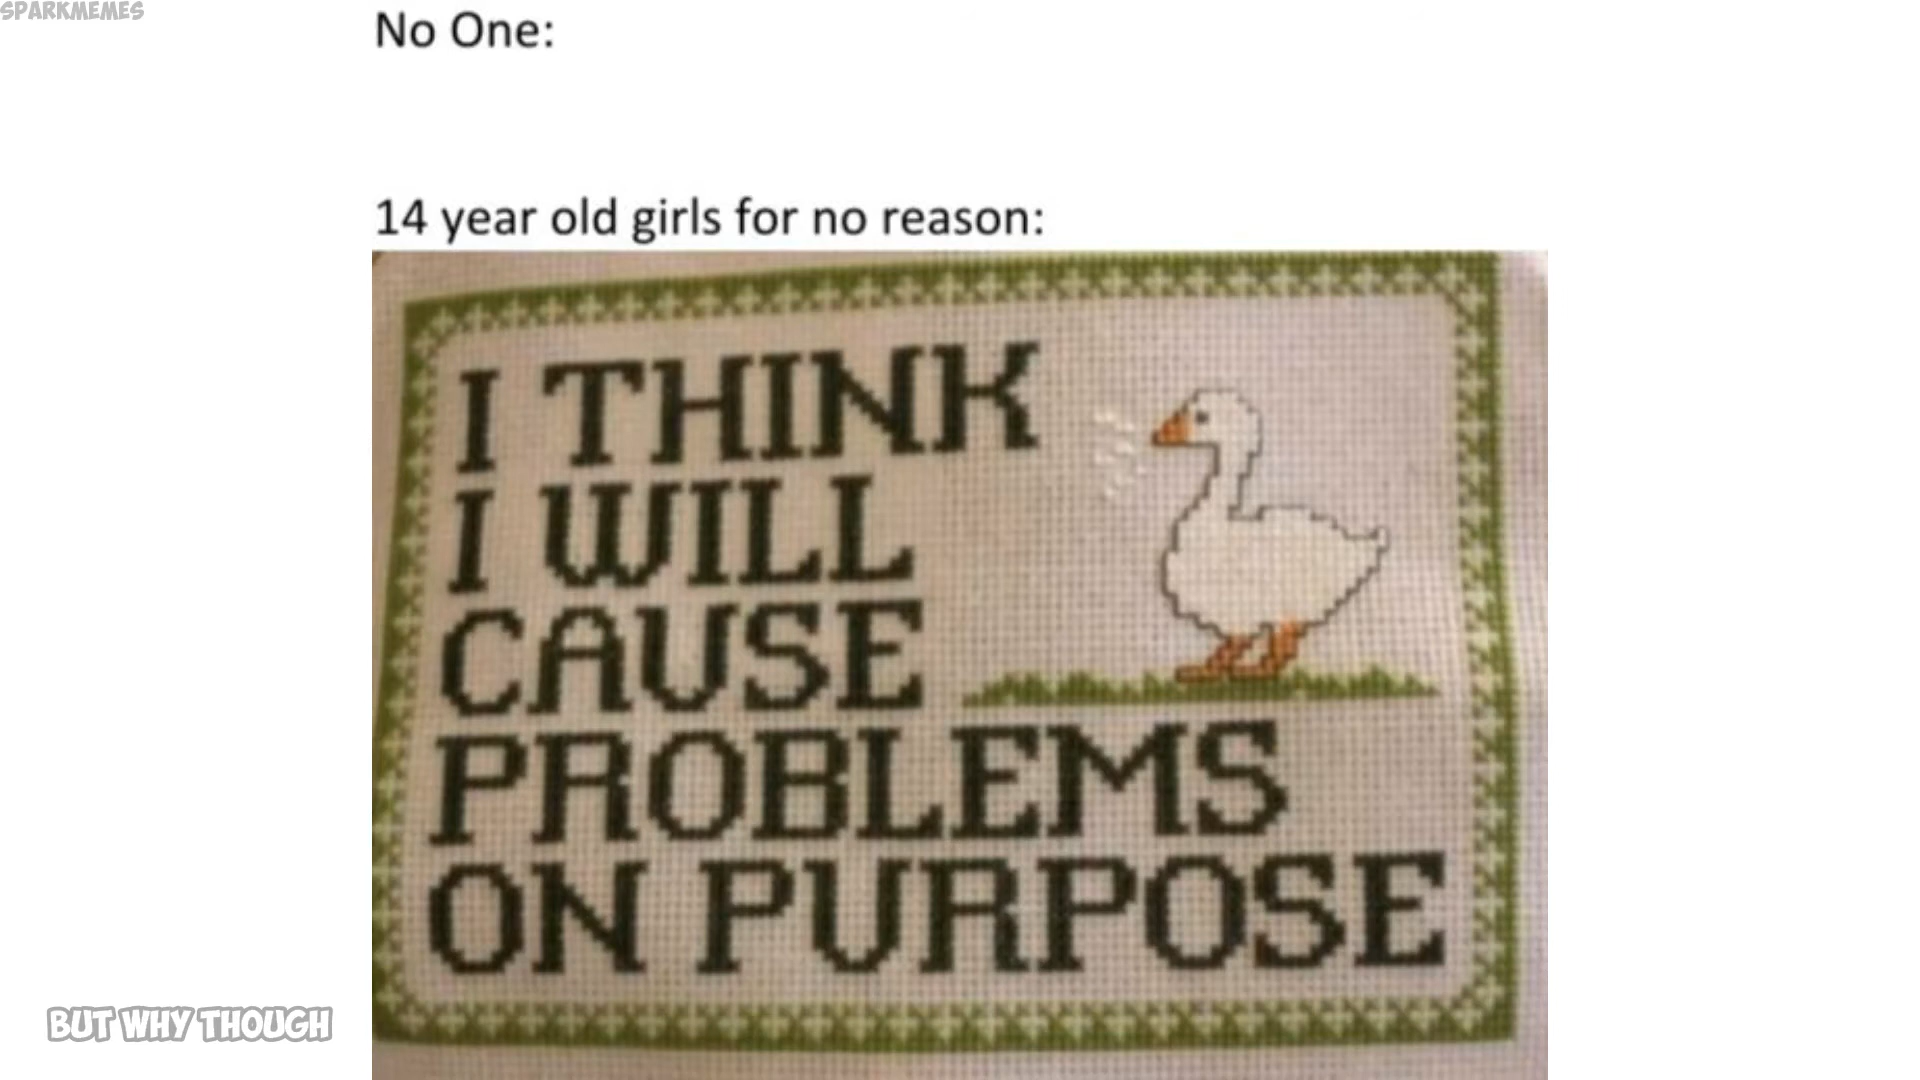 SPARKMEMES
No One:
14 year old girls for no reason:
I THINK
I WILL
CAUSE
PROBLEMS
ON PURPOSE
BUT WHY THOUGH